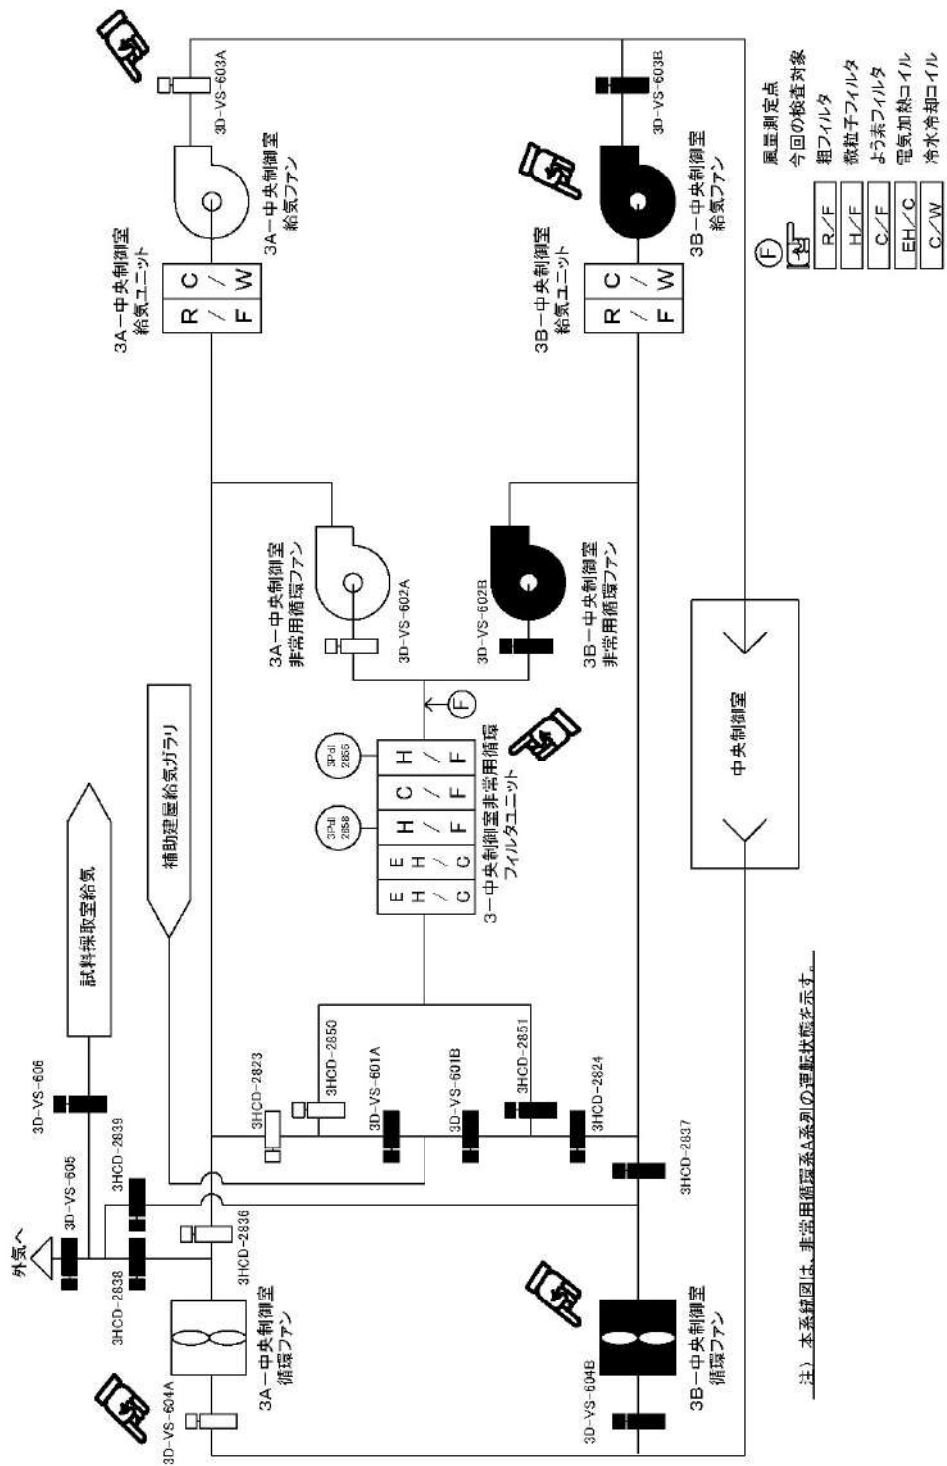 外気へ
3D-VS-605
3D-VS-606
試料採取室給気
補助建屋給気ガラリ
3HCD-2838
3HCD-2839
3D-VS-604A
3A－中央制御室
循環ファン
3HCD-2836
3HCD-2823
3HCD-2850
3D-VS-601A
3D-VS-601B
3HCD-2851
3HCD-2824
3HCD-2837
3D-VS-604B
3B－中央制御室
循環ファン
EH/C
EH/C
H/F
C/F
H/F
3PdI
2858
3PdI
3－中央制御室非常用循環
フィルタユニット
F
3D-VS-602A
3A－中央制御室
非常用循環ファン
3D-VS-602B
3B－中央制御室
非常用循環ファン
3A－中央制御室
給気ユニット
R/F
C/W
3A－中央制御室
給気ファン
3D-VS-603A
3B－中央制御室
給気ユニット
R/F
C/W
3B－中央制御室
給気ファン
3D-VS-603B
中央制御室
F 風量測定点
今回の検査対象
R/F 粗フィルタ
H/F 微粒子フィルタ
C/F よう素フィルタ
EH/C 電気加熱コイル
C/W 冷水冷却コイル
注）本系統図は、非常用循環系A系列の運転状態を示す。